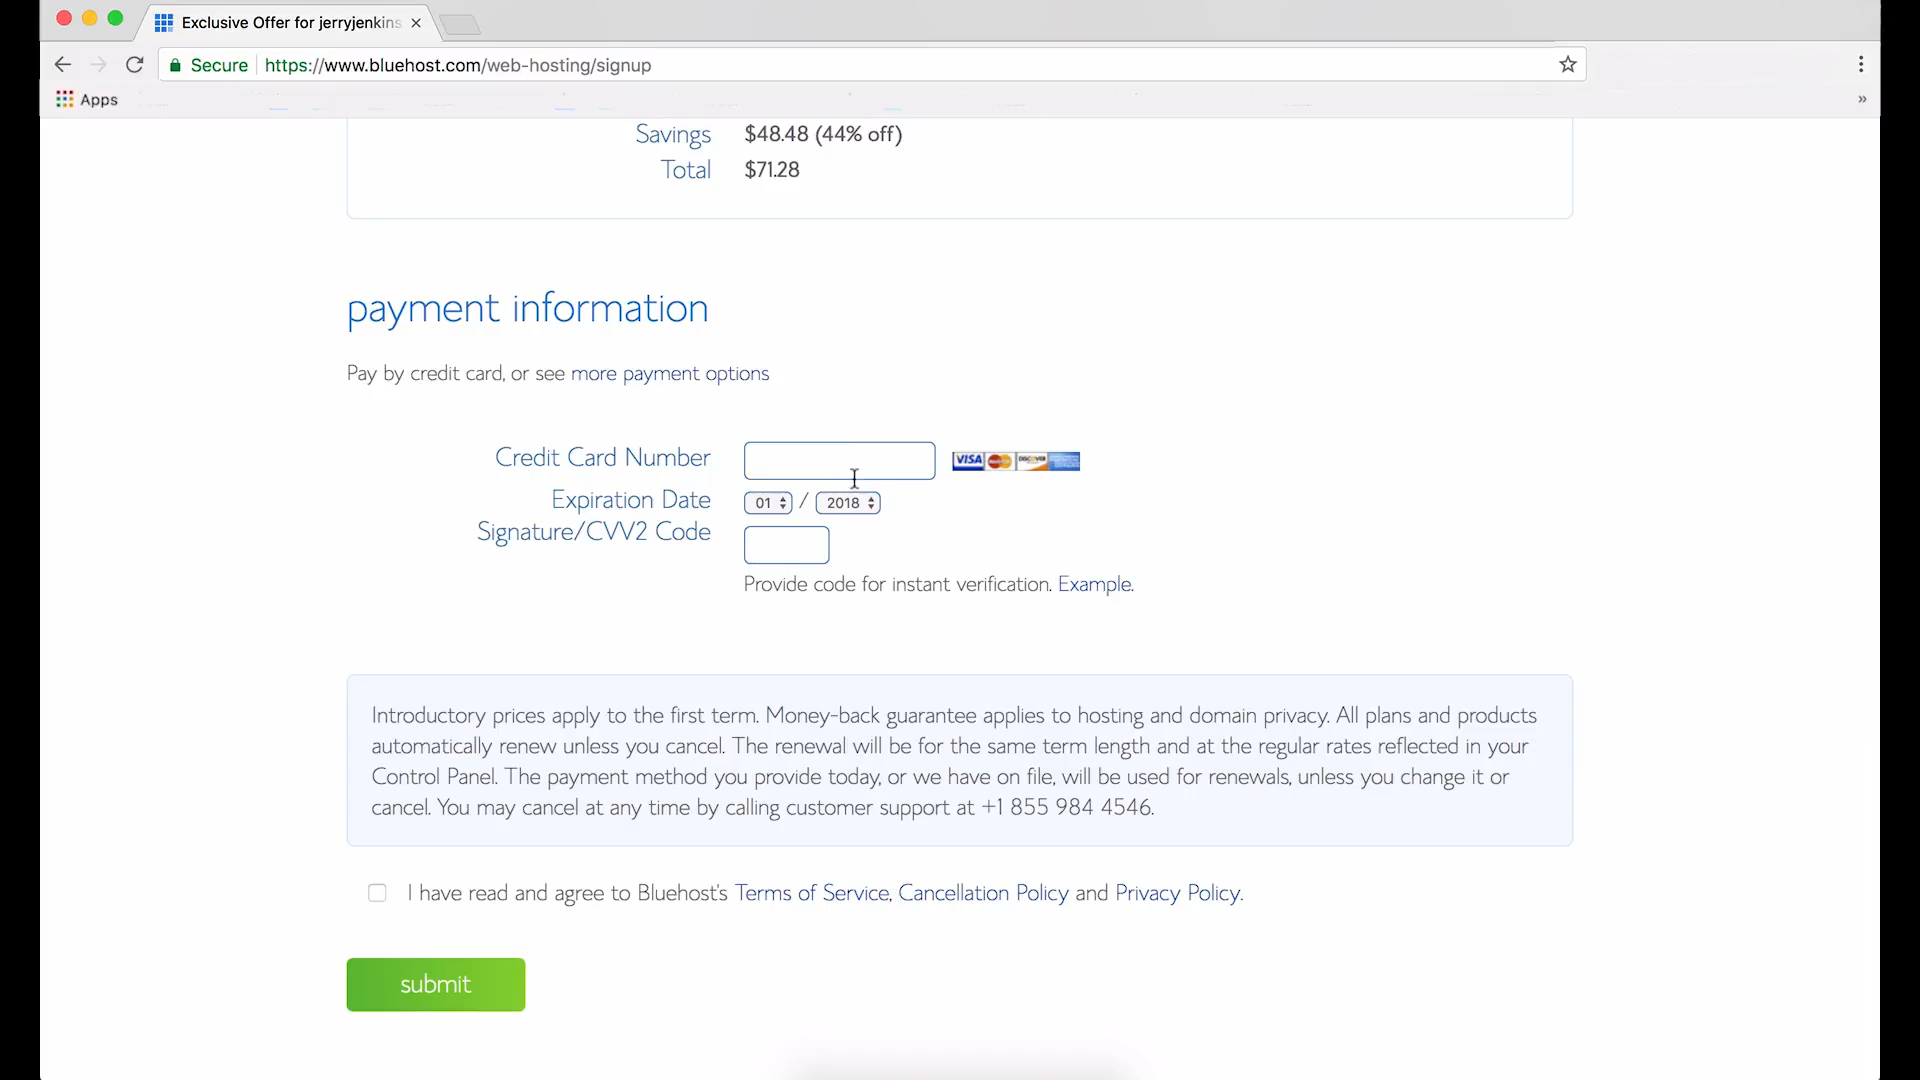 Exclusive Offer for jerryjenkins
Secure https://www.bluehost.com/web-hosting/signup
Apps
Savings $48.48 (44% off)
Total $71.28
payment information
Pay by credit card, or see more payment options
Credit Card Number VISA MasterCard DISCOVER
Expiration Date 01 / 2018
Signature/CVV2 Code
Provide code for instant verification. Example.
Introductory prices apply to the first term. Money-back guarantee applies to hosting and domain privacy. All plans and products
automatically renew unless you cancel. The renewal will be for the same term length and at the regular rates reflected in your
Control Panel. The payment method you provide today, or we have on file, will be used for renewals, unless you change it or
cancel. You may cancel at any time by calling customer support at +1 855 984 4546.
I have read and agree to Bluehost's Terms of Service, Cancellation Policy and Privacy Policy.
submit